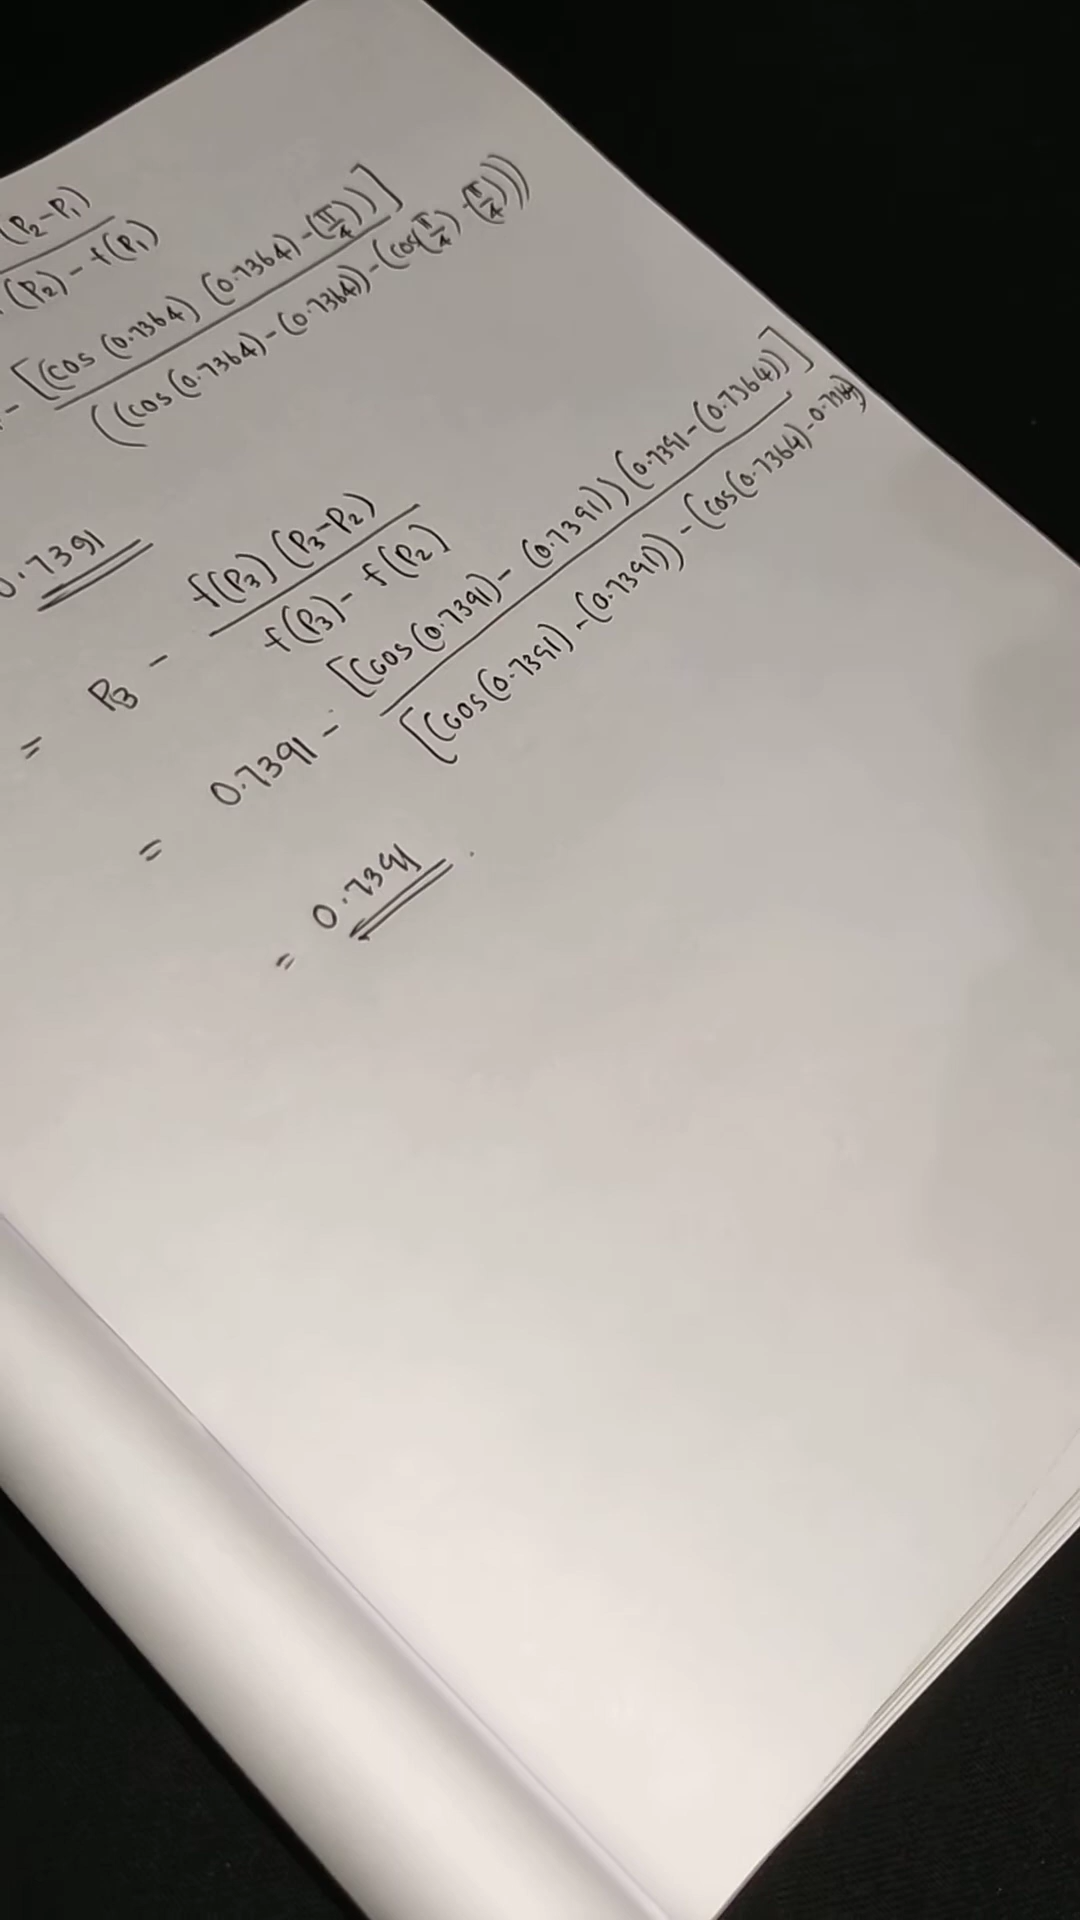 (P₂-P₁)
(P₂) - f(P₁)
- [(cos (0.7364) (0.7364) - (π/4))]
((cos (0.7364) - (0.7364)) - (cos(π/4) - (π/4)))
0.7391
f(P₃) (P₃-P₂)
= P₃ -
f(P₃) - f(P₂)
[(cos (0.7391) - (0.7391)) (0.7391 - (0.7364))]
= 0.7391 -
[(cos (0.7391) - (0.7391)) - (cos(0.7364) - 0.7364)
= 0.7391